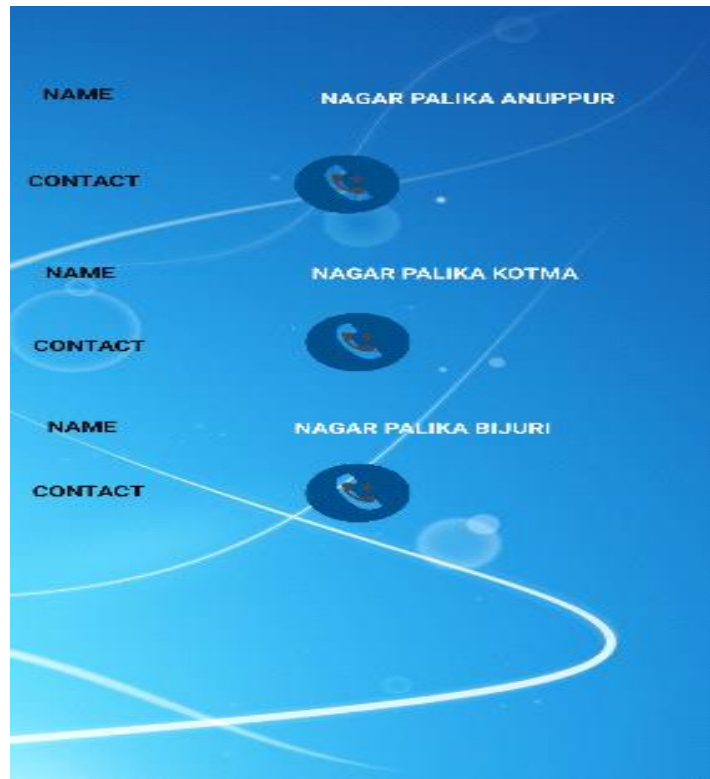 NAME NAGAR PALIKA ANUPPUR
CONTACT
NAME NAGAR PALIKA KOTMA
CONTACT
NAME NAGAR PALIKA BIJURI
CONTACT